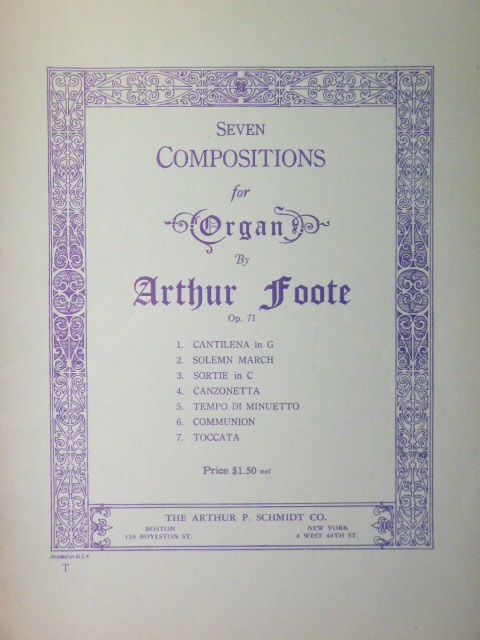 SEVEN
COMPOSITIONS
for
Organ
By
Arthur Foote
Op. 71
1. CANTILENA in G
2. SOLEMN MARCH
3. SORTIE in C
4. CANZONETTA
5. TEMPO DI MINUETTO
6. COMMUNION
7. TOCCATA
Price $1.50 net
THE ARTHUR P. SCHMIDT CO.
BOSTON NEW YORK
120 BOYLSTON ST. 8 WEST 40TH ST.
Printed in U.S.A.
T